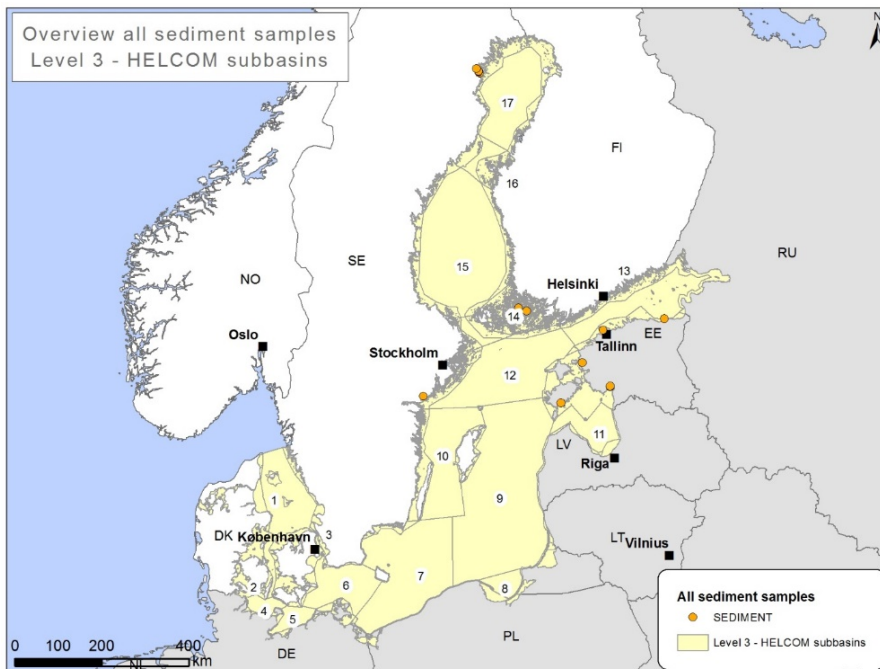 Overview all sediment samples
Level 3 - HELCOM subbasins
N
17
FI
16
RU
SE
15
Helsinki
13
NO
14
Oslo
Tallinn
EE
Stockholm
12
10
LV
11
Riga
1
9
DK
København
3
LT
Vilnius
2
6
7
8
4
5
PL
DE
NL
All sediment samples
SEDIMENT
Level 3 - HELCOM subbasins
0 100 200 400
km